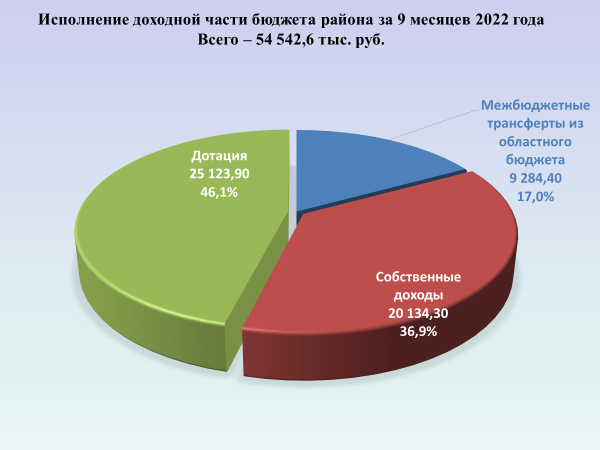 Исполнение доходной части бюджета района за 9 месяцев 2022 года
Всего – 54 542,6 тыс. руб.
Межбюджетные
трансферты из
областного
бюджета
9 284,40
17,0%
Дотация
25 123,90
46,1%
Собственные
доходы
20 134,30
36,9%